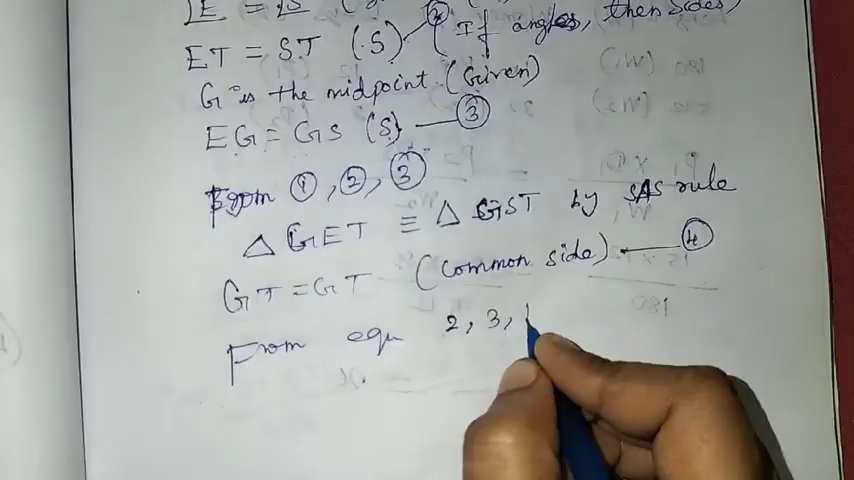 ∠E = ∠S
ET = ST (S) ② (If angles, then sides)
G is the midpoint (Given)
EG = GS (S) — ③
From ①, ②, ③
△ GET ≡ △ GST by SAS rule
GT = GT (Common side) — ④
From equ 2, 3,